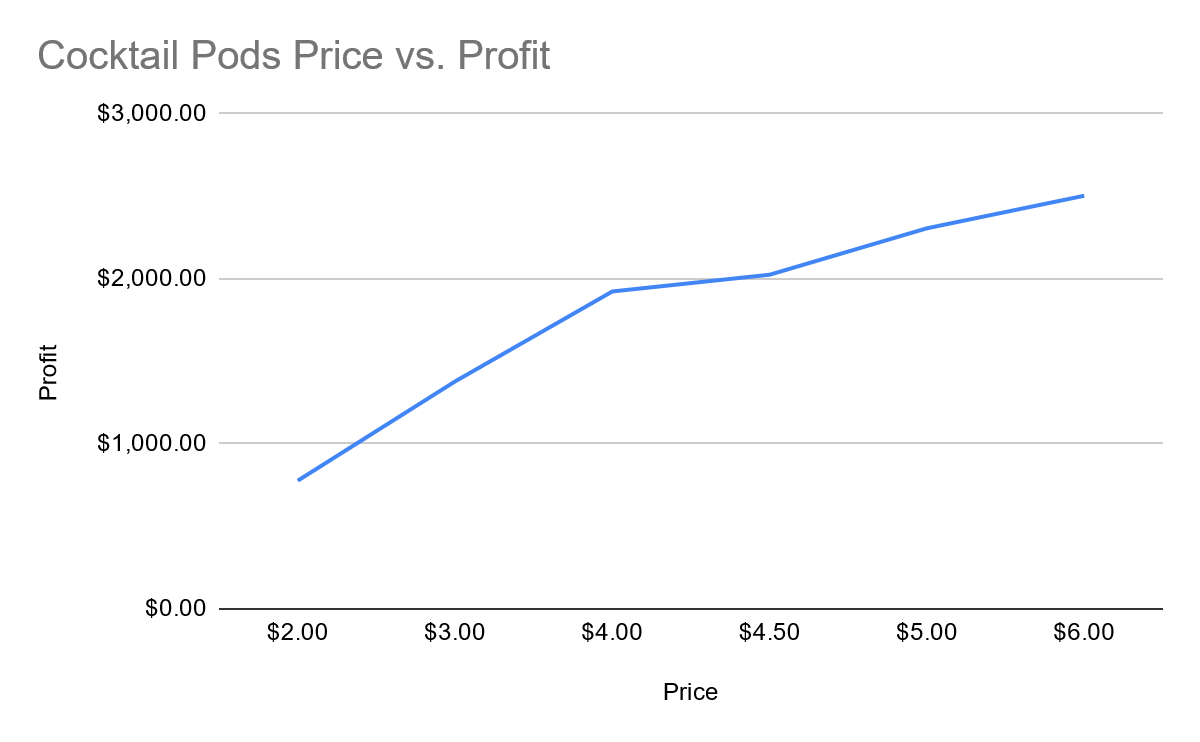 Cocktail Pods Price vs. Profit
$3,000.00
$2,000.00
Profit
$1,000.00
$0.00
$2.00 $3.00 $4.00 $4.50 $5.00 $6.00
Price